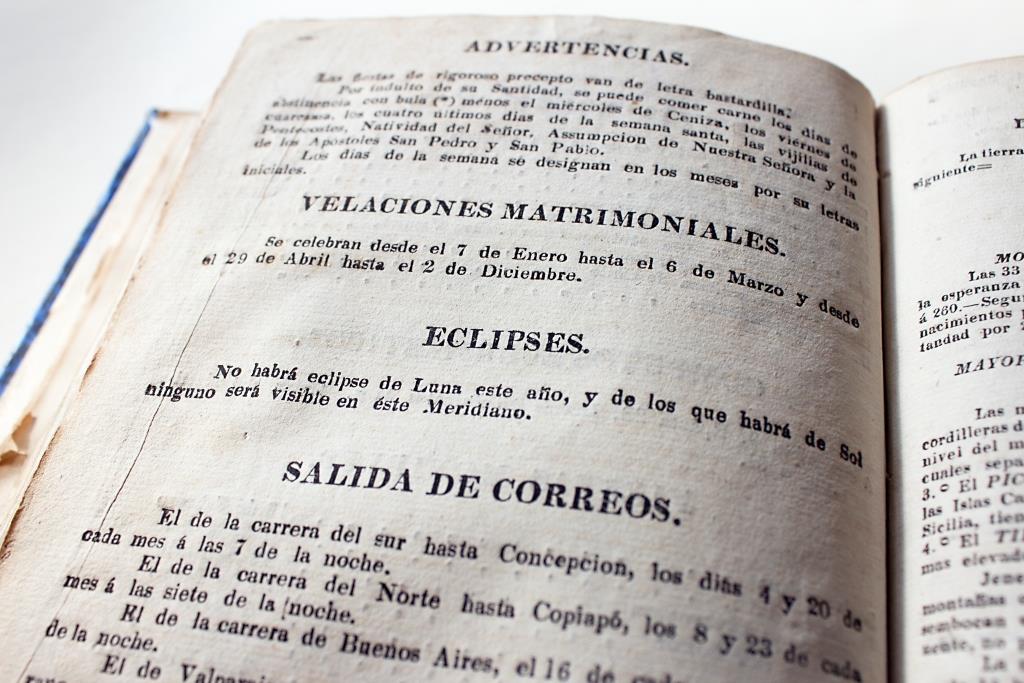 ADVERTENCIAS.
Las fiestas de rigoroso precepto van de letra bastardilla.
Por indulto de su Santidad, se puede comer carne los dias de
abstinencia con bula (*) ménos el miércoles de Ceniza, los viérnes de
cuaresma, los cuatro ultimos dias de la semana santa, las vijilias de
Pentecostes, Natividad del Señor, Assumpcion de Nuestra Señora y la
de los Apostoles San Pedro y San Pablo.
Los dias de la semana se designan en los meses por su letras
iniciales.
VELACIONES MATRIMONIALES.
Se celebran desde el 7 de Enero hasta el 6 de Marzo y desde
el 29 de Abril hasta el 2 de Diciembre.
ECLIPSES.
No habrá eclipse de Luna este año, y de los que habrá de Sol
ninguno será visible en éste Meridiano.
SALIDA DE CORREOS.
El de la carrera del sur hasta Concepcion, los dias 4 y 20 de
cada mes á las 7 de la noche.
El de la carrera del Norte hasta Copiapó, los 8 y 23 de cada
mes á las siete de la noche.
El de la carrera de Buenos Aires, el 16 de cada
de la noche.
El de
La tierra
siguiente=
MO
Las 33
la esperanza
á 260.—Segu
nacimientos
tandad por 2
MAYOR
Las m
cordilleras d
nivel del m
cuales sepa
3.° El PIC
las Islas Ca
Sicilia, tien
4.° El TI
mas elevad
Jene
montañas
sembocan
nente, no
La